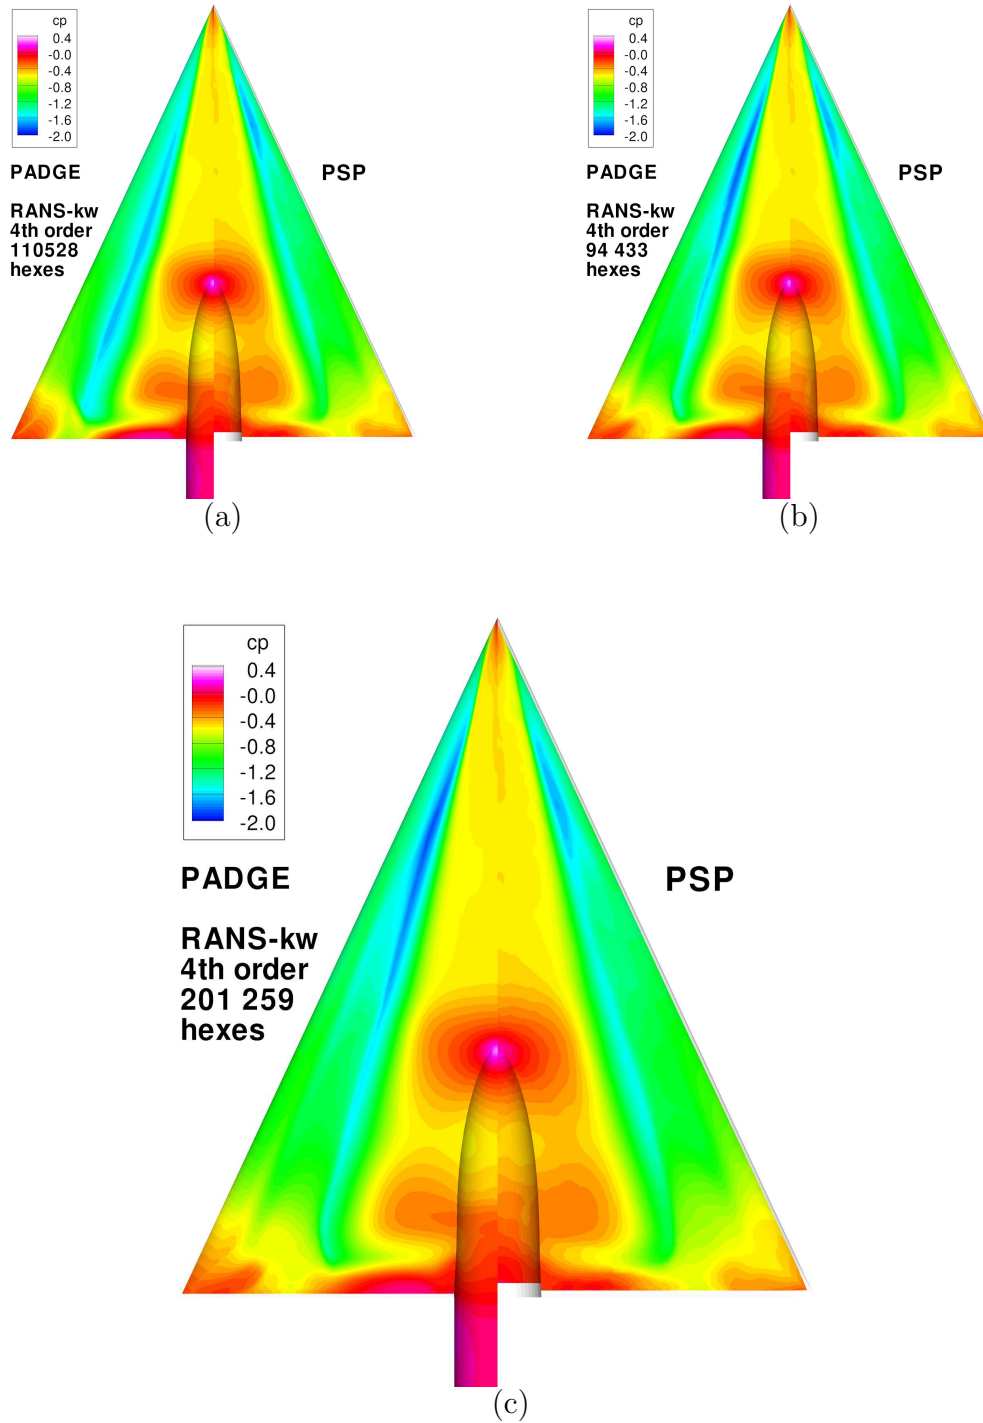 cp
0.4
-0.0
-0.4
-0.8
-1.2
-1.6
-2.0
PADGE
PSP
RANS-kw
4th order
110528
hexes
(a)
cp
0.4
-0.0
-0.4
-0.8
-1.2
-1.6
-2.0
PADGE
PSP
RANS-kw
4th order
94 433
hexes
(b)
cp
0.4
-0.0
-0.4
-0.8
-1.2
-1.6
-2.0
PADGE
PSP
RANS-kw
4th order
201 259
hexes
(c)